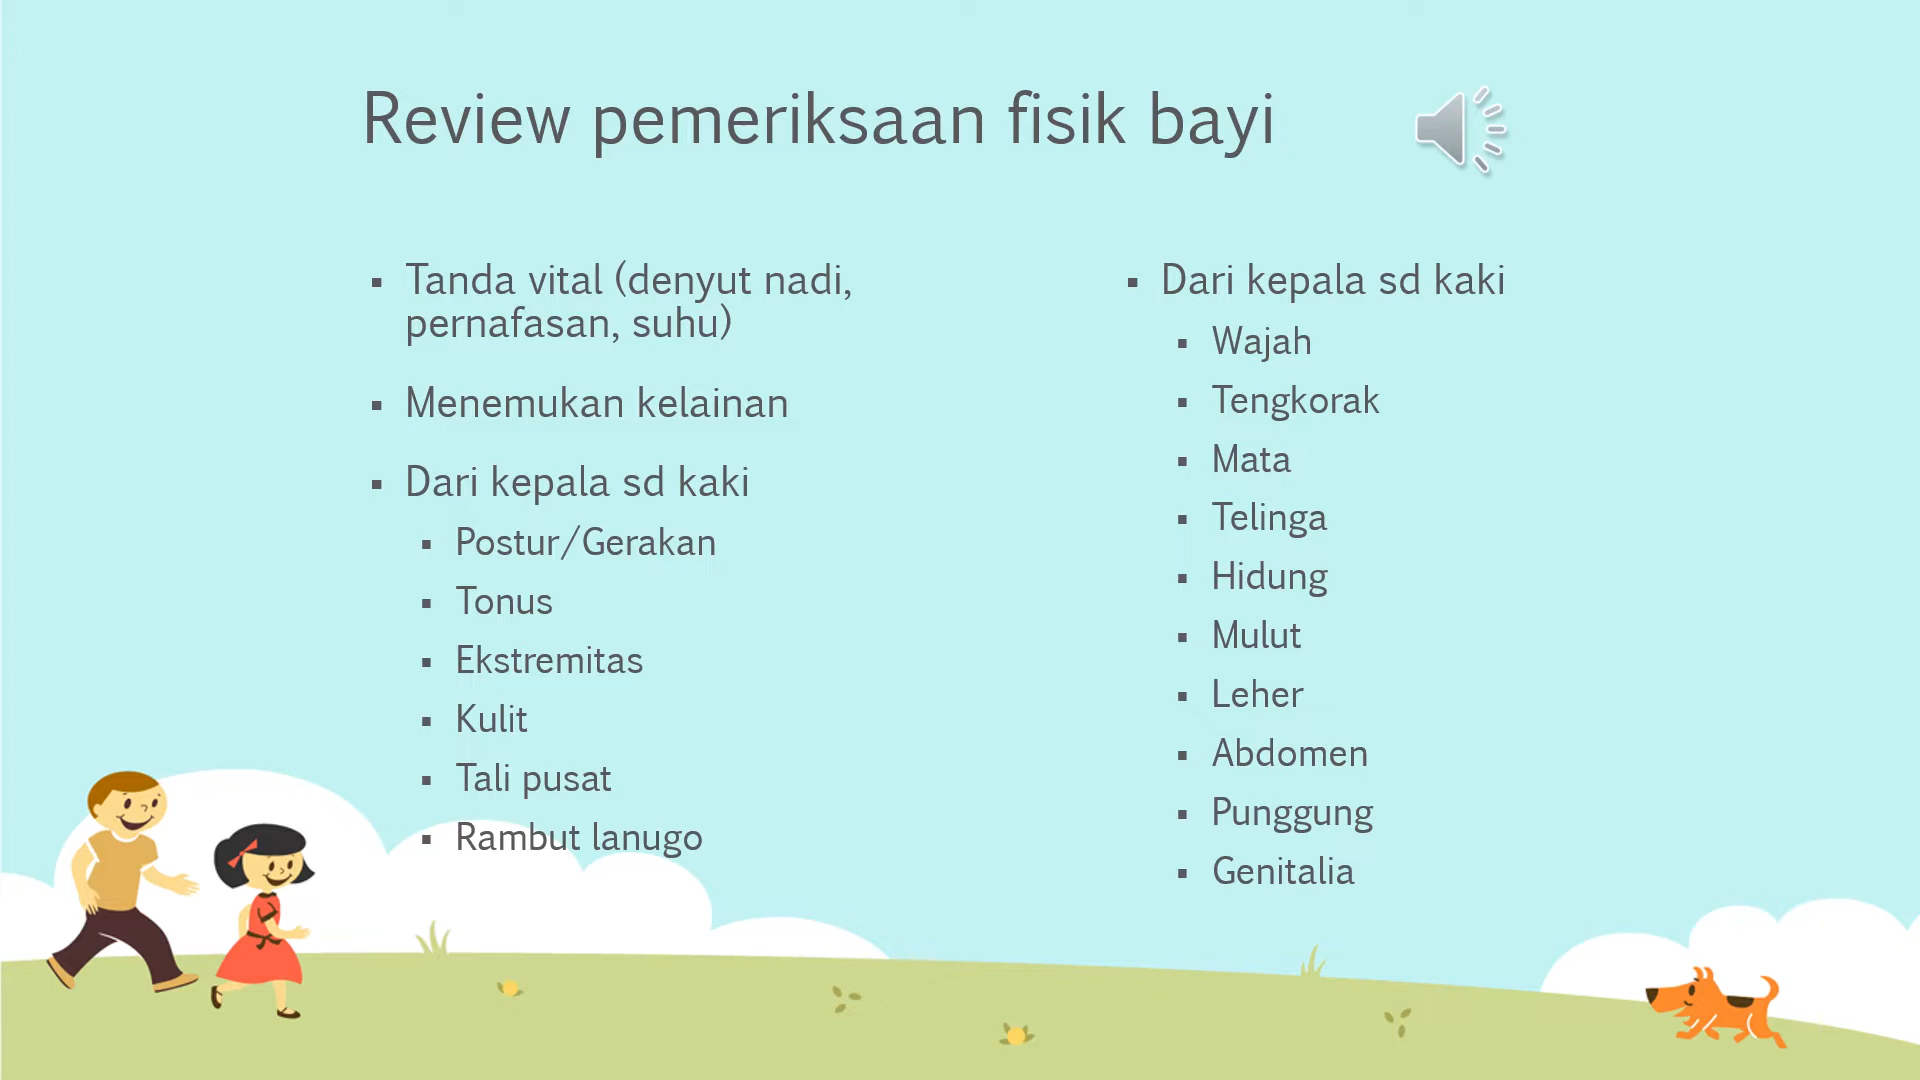 Review pemeriksaan fisik bayi
▪ Tanda vital (denyut nadi,
pernafasan, suhu)
▪ Menemukan kelainan
▪ Dari kepala sd kaki
▪ Postur/Gerakan
▪ Tonus
▪ Ekstremitas
▪ Kulit
▪ Tali pusat
▪ Rambut lanugo
▪ Dari kepala sd kaki
▪ Wajah
▪ Tengkorak
▪ Mata
▪ Telinga
▪ Hidung
▪ Mulut
▪ Leher
▪ Abdomen
▪ Punggung
▪ Genitalia